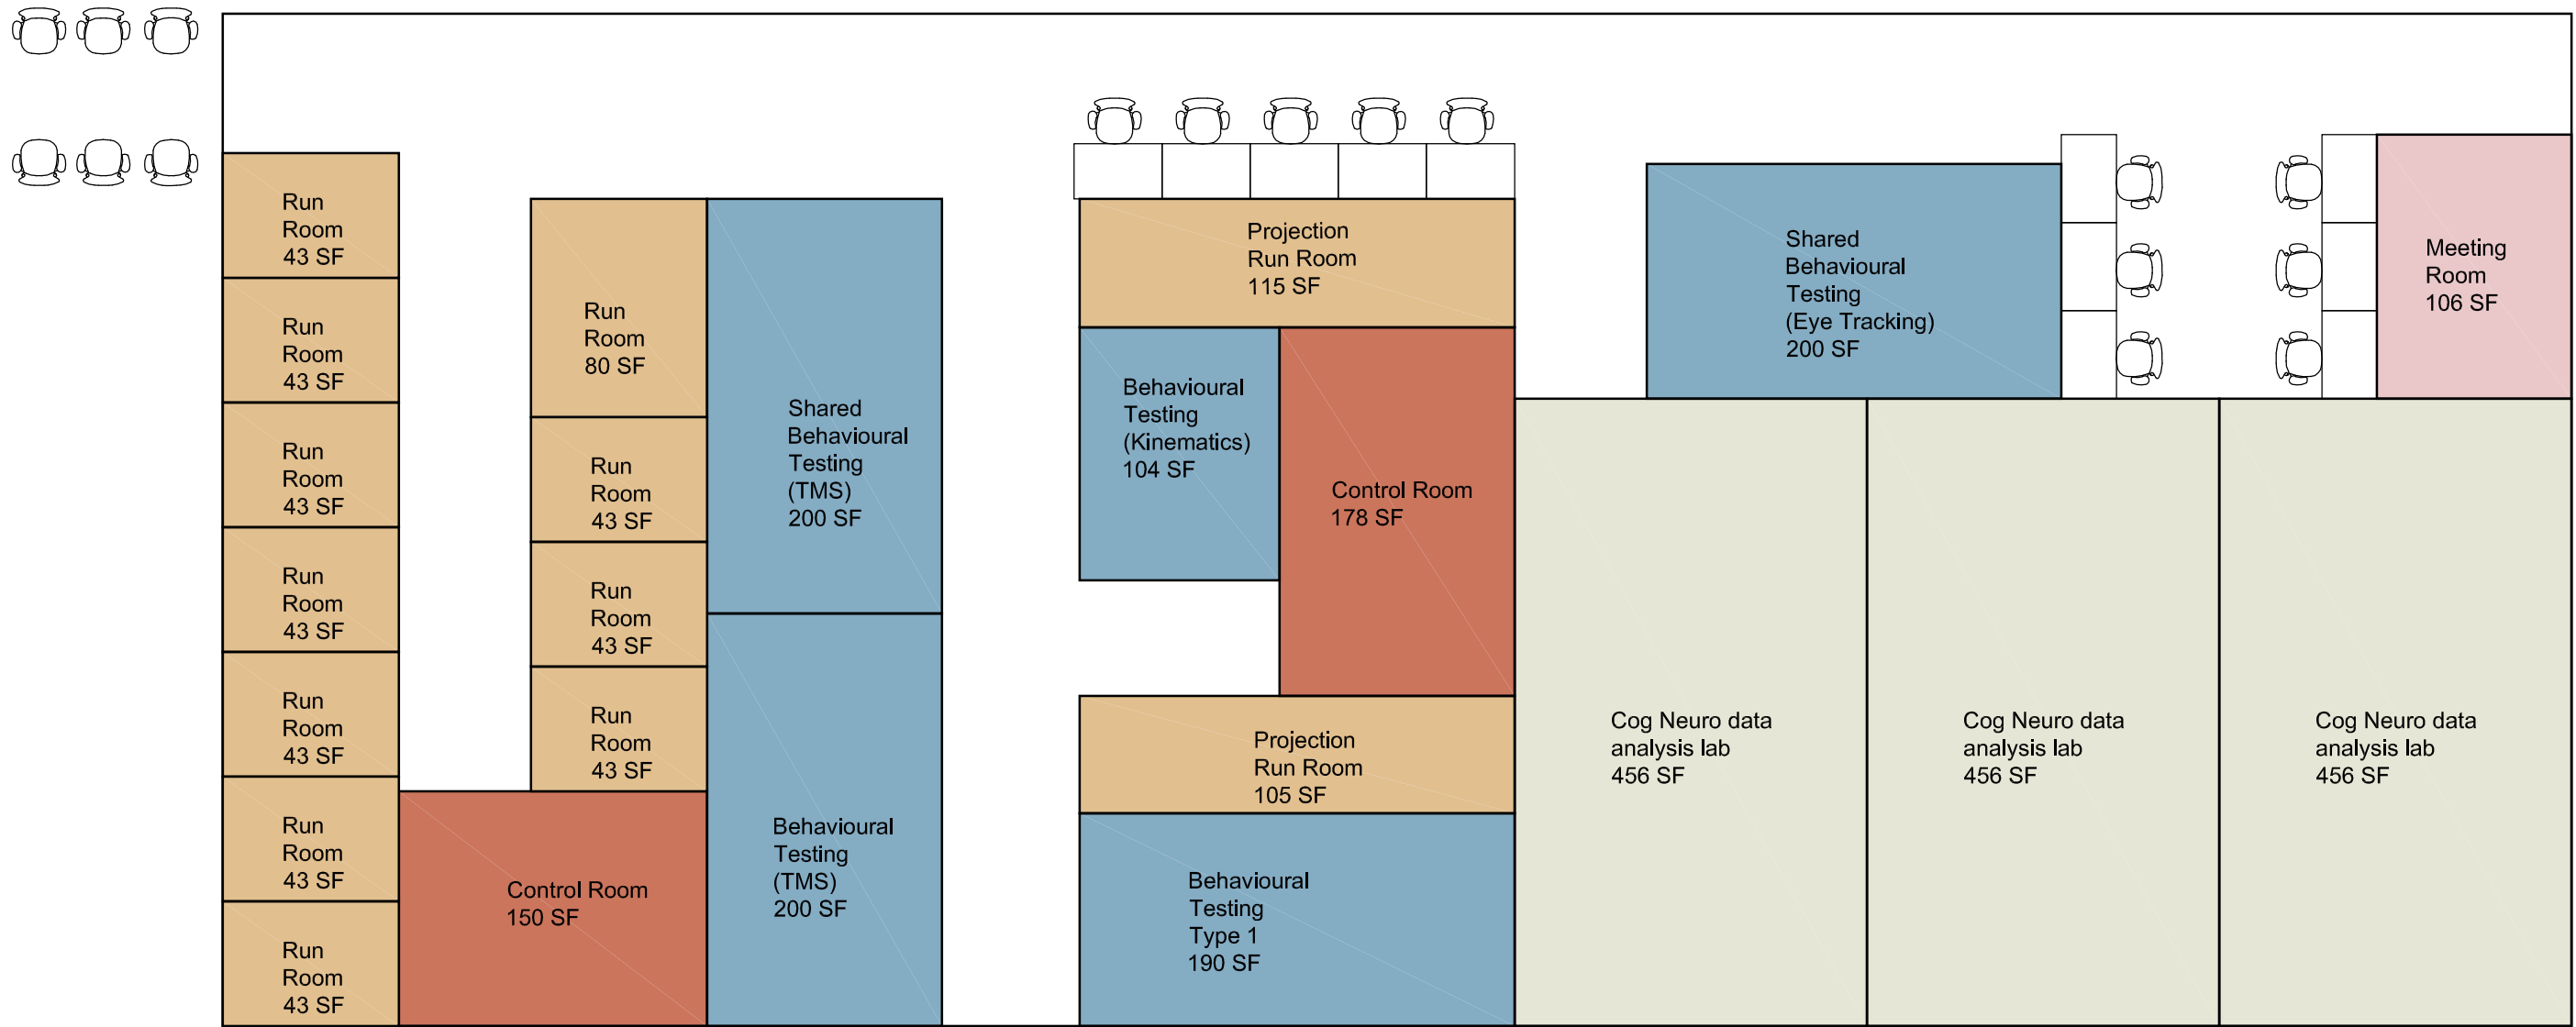 Run
Room
43 SF
Run
Room
43 SF
Run
Room
43 SF
Run
Room
43 SF
Run
Room
43 SF
Run
Room
43 SF
Run
Room
43 SF
Run
Room
80 SF
Run
Room
43 SF
Run
Room
43 SF
Run
Room
43 SF
Control Room
150 SF
Shared
Behavioural
Testing
(TMS)
200 SF
Behavioural
Testing
(TMS)
200 SF
Projection
Run Room
115 SF
Behavioural
Testing
(Kinematics)
104 SF
Control Room
178 SF
Projection
Run Room
105 SF
Behavioural
Testing
Type 1
190 SF
Shared
Behavioural
Testing
(Eye Tracking)
200 SF
Meeting
Room
106 SF
Cog Neuro data
analysis lab
456 SF
Cog Neuro data
analysis lab
456 SF
Cog Neuro data
analysis lab
456 SF